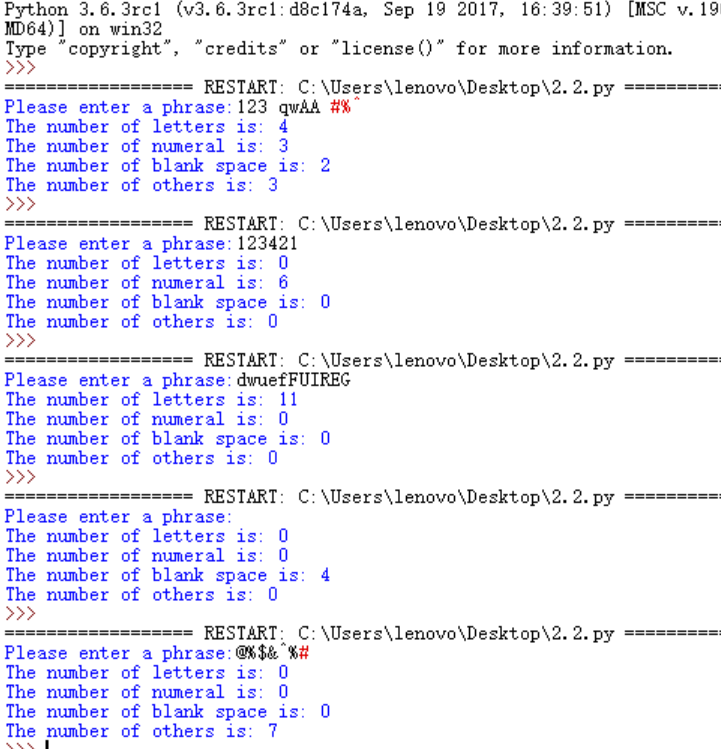 Python 3.6.3rc1 (v3.6.3rc1:d8c174a, Sep 19 2017, 16:39:51) [MSC v.19
MD64)] on win32
Type "copyright", "credits" or "license()" for more information.
>>>
================== RESTART: C:\Users\lenovo\Desktop\2.2.py ==========
Please enter a phrase:123 qwAA #%^
The number of letters is: 4
The number of numeral is: 3
The number of blank space is: 2
The number of others is: 3
>>>
================== RESTART: C:\Users\lenovo\Desktop\2.2.py ==========
Please enter a phrase:123421
The number of letters is: 0
The number of numeral is: 6
The number of blank space is: 0
The number of others is: 0
>>>
================== RESTART: C:\Users\lenovo\Desktop\2.2.py ==========
Please enter a phrase:dwuefFUIREG
The number of letters is: 11
The number of numeral is: 0
The number of blank space is: 0
The number of others is: 0
>>>
================== RESTART: C:\Users\lenovo\Desktop\2.2.py ==========
Please enter a phrase:
The number of letters is: 0
The number of numeral is: 0
The number of blank space is: 4
The number of others is: 0
>>>
================== RESTART: C:\Users\lenovo\Desktop\2.2.py ==========
Please enter a phrase:@%$&^%#
The number of letters is: 0
The number of numeral is: 0
The number of blank space is: 0
The number of others is: 7
>>>